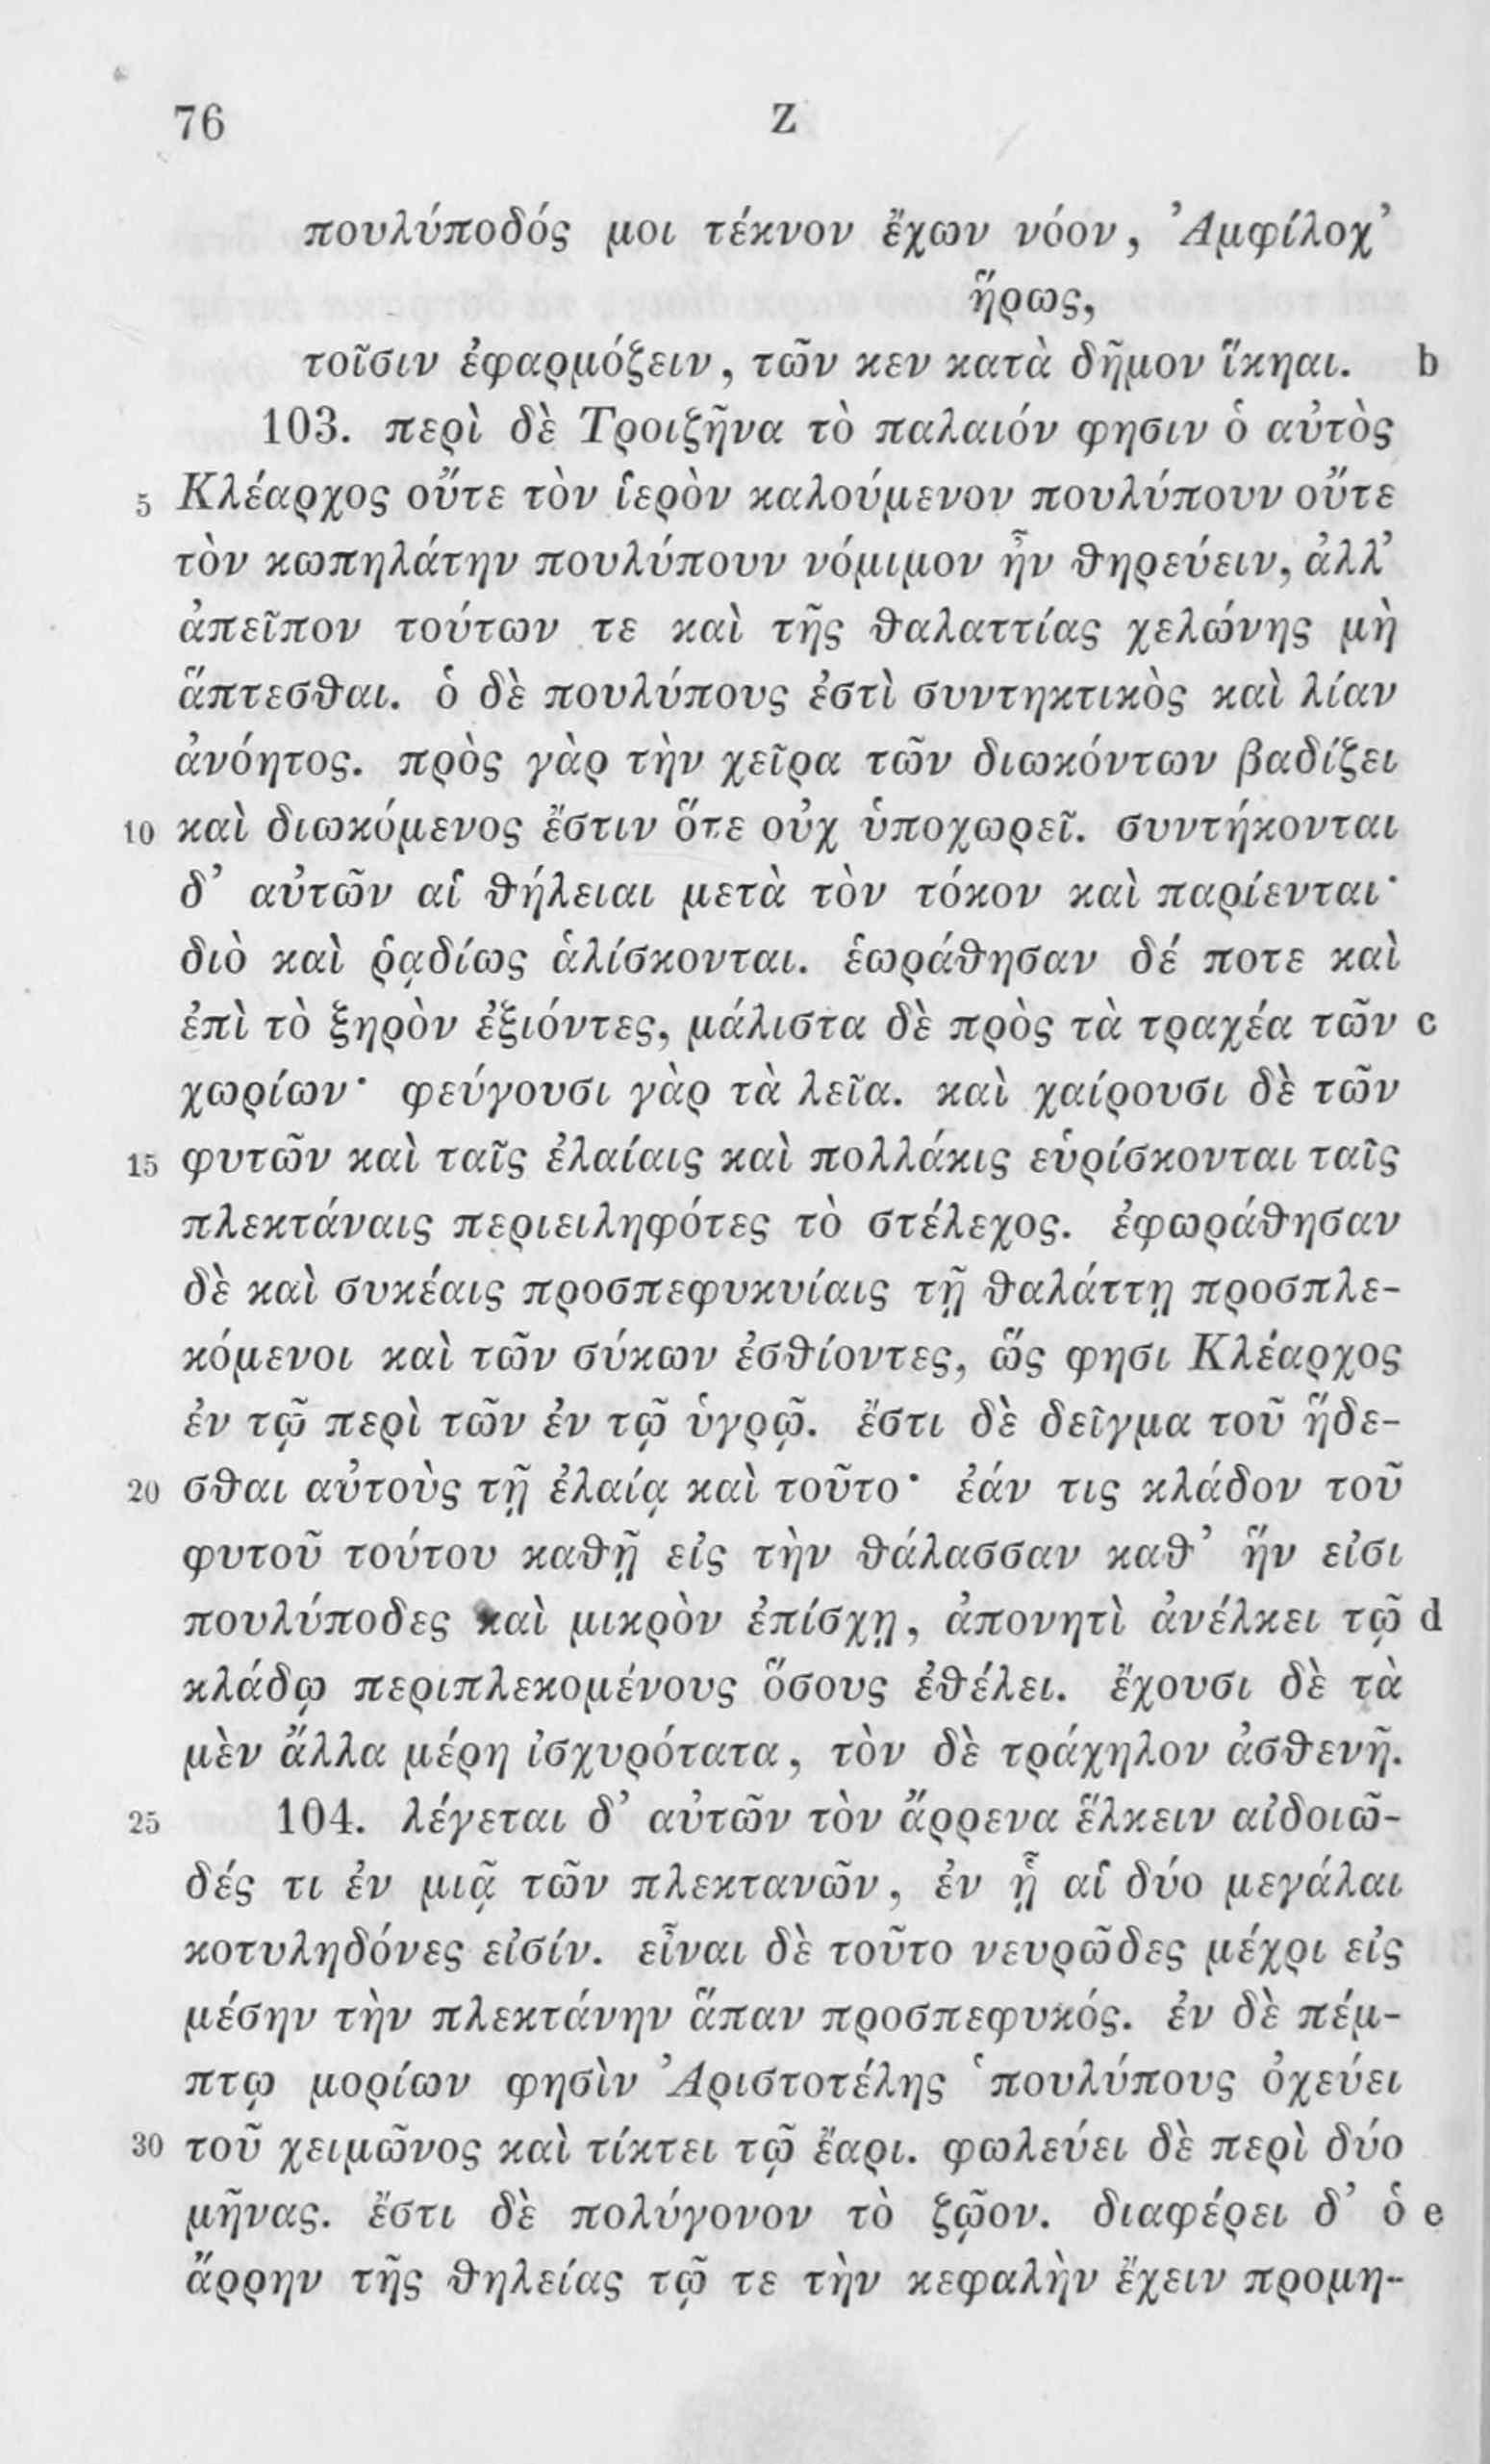 76 Z
πουλύποδός μοι τέκνον ἔχων νόον, Ἀμφίλοχ’
ἥρως,
τοῖσιν ἐφαρμόζειν, τῶν κεν κατὰ δῆμον ἵκηαι. b
103. περὶ δὲ Τροιζῆνα τὸ παλαιόν φησιν ὁ αὐτὸς
5 Κλέαρχος οὔτε τὸν ἱερὸν καλούμενον πουλύπουν οὔτε
τὸν κωπηλάτην πουλύπουν νόμιμον ἦν θηρεύειν, ἀλλ’
ἀπεῖπον τούτων τε καὶ τῆς θαλαττίας χελώνης μὴ
ἅπτεσθαι. ὁ δὲ πουλύπους ἐστὶ συντηκτικὸς καὶ λίαν
ἀνόητος. πρὸς γὰρ τὴν χεῖρα τῶν διωκόντων βαδίζει
10 καὶ διωκόμενος ἔστιν ὅτε οὐχ ὑποχωρεῖ. συντήκονται
δ’ αὐτῶν αἱ θήλειαι μετὰ τὸν τόκον καὶ παρίενται·
διὸ καὶ ῥᾳδίως ἁλίσκονται. ἑωράθησαν δέ ποτε καὶ
ἐπὶ τὸ ξηρὸν ἐξιόντες, μάλιστα δὲ πρὸς τὰ τραχέα τῶν c
χωρίων· φεύγουσι γὰρ τὰ λεῖα. καὶ χαίρουσι δὲ τῶν
15 φυτῶν καὶ ταῖς ἐλαίαις καὶ πολλάκις εὑρίσκονται ταῖς
πλεκτάναις περιειληφότες τὸ στέλεχος. ἐφωράθησαν
δὲ καὶ συκέαις προσπεφυκυίαις τῇ θαλάττῃ προσπλε-
κόμενοι καὶ τῶν σύκων ἐσθίοντες, ὥς φησι Κλέαρχος
ἐν τῷ περὶ τῶν ἐν τῷ ὑγρῷ. ἔστι δὲ δεῖγμα τοῦ ἥδε-
20 σθαι αὐτοὺς τῇ ἐλαίᾳ καὶ τοῦτο· ἐάν τις κλάδον τοῦ
φυτοῦ τούτου καθῇ εἰς τὴν θάλασσαν καθ’ ἥν εἰσι
πουλύποδες καὶ μικρὸν ἐπίσχῃ, ἀπονητὶ ἀνέλκει τῷ d
κλάδῳ περιπλεκομένους ὅσους ἐθέλει. ἔχουσι δὲ τὰ
μὲν ἄλλα μέρη ἰσχυρότατα, τὸν δὲ τράχηλον ἀσθενῆ.
25 104. λέγεται δ’ αὐτῶν τὸν ἄρρενα ἕλκειν αἰδοιῶ-
δές τι ἐν μιᾷ τῶν πλεκτανῶν, ἐν ᾗ αἱ δύο μεγάλαι
κοτυληδόνες εἰσίν. εἶναι δὲ τοῦτο νευρῶδες μέχρι εἰς
μέσην τὴν πλεκτάνην ἅπαν προσπεφυκός. ἐν δὲ πέμ-
πτῳ μορίων φησὶν Ἀριστοτέλης ‘πουλύπους ὀχεύει
30 τοῦ χειμῶνος καὶ τίκτει τῷ ἔαρι. φωλεύει δὲ περὶ δύο
μῆνας. ἔστι δὲ πολύγονον τὸ ζῷον. διαφέρει δ’ ὁ e
ἄρρην τῆς θηλείας τῷ τε τὴν κεφαλὴν ἔχειν προμη-